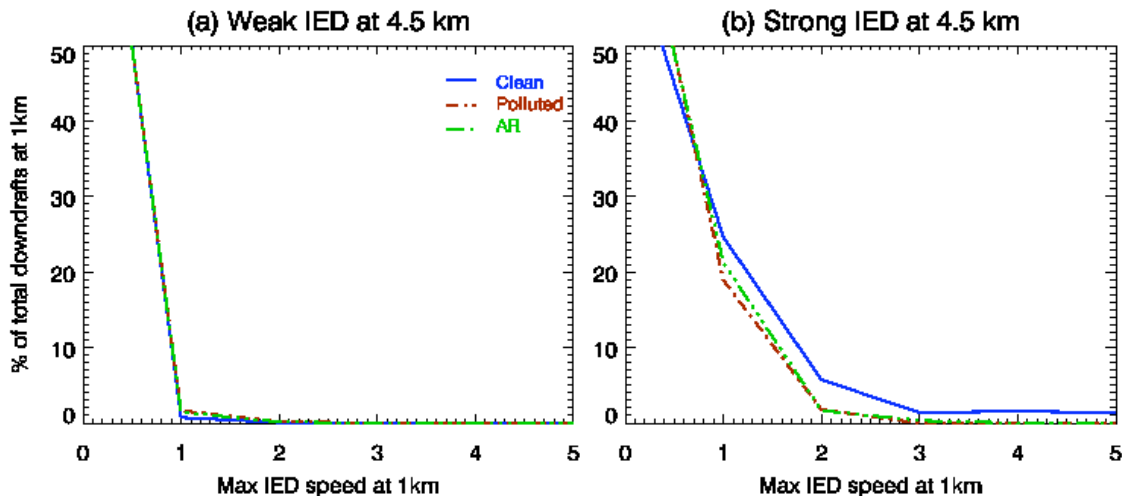 (a) Weak IED at 4.5 km
(b) Strong IED at 4.5 km
% of total downdrafts at 1km
50
40
30
20
10
0
Clean
Polluted
AR
0 1 2 3 4 5
Max IED speed at 1km
50
40
30
20
10
0
0 1 2 3 4 5
Max IED speed at 1km